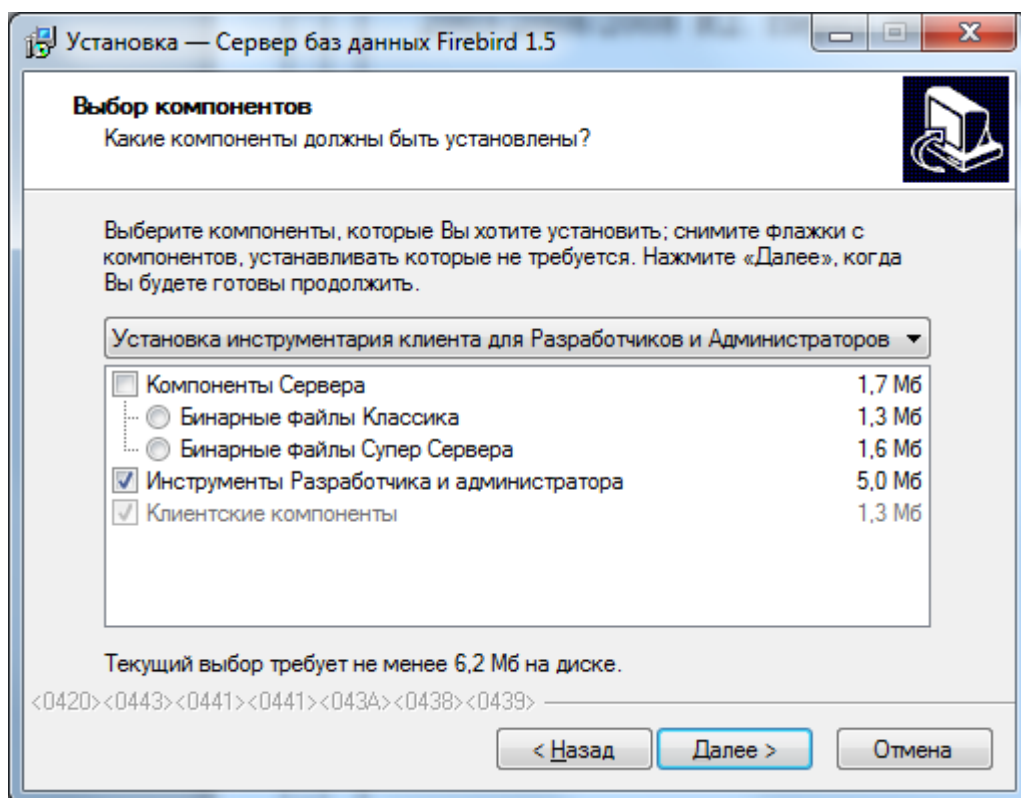 Установка — Сервер баз данных Firebird 1.5
Выбор компонентов
Какие компоненты должны быть установлены?
Выберите компоненты, которые Вы хотите установить; снимите флажки с
компонентов, устанавливать которые не требуется. Нажмите «Далее», когда
Вы будете готовы продолжить.
Установка инструментария клиента для Разработчиков и Администраторов
Компоненты Сервера 1,7 Мб
Бинарные файлы Классика 1,3 Мб
Бинарные файлы Супер Сервера 1,6 Мб
Инструменты Разработчика и администратора 5,0 Мб
Клиентские компоненты 1,3 Мб
Текущий выбор требует не менее 6,2 Мб на диске.
<0420><0443><0441><0441><043A><0438><0439>
< Назад Далее > Отмена